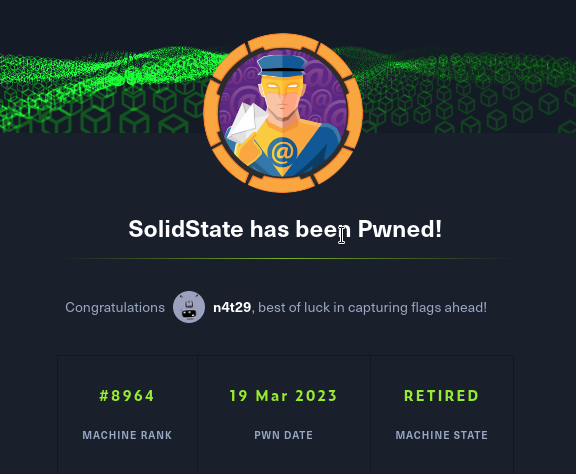 @
SolidState has been Pwned!
Congratulations n4t29, best of luck in capturing flags ahead!
#8964 19 Mar 2023 RETIRED
MACHINE RANK PWN DATE MACHINE STATE